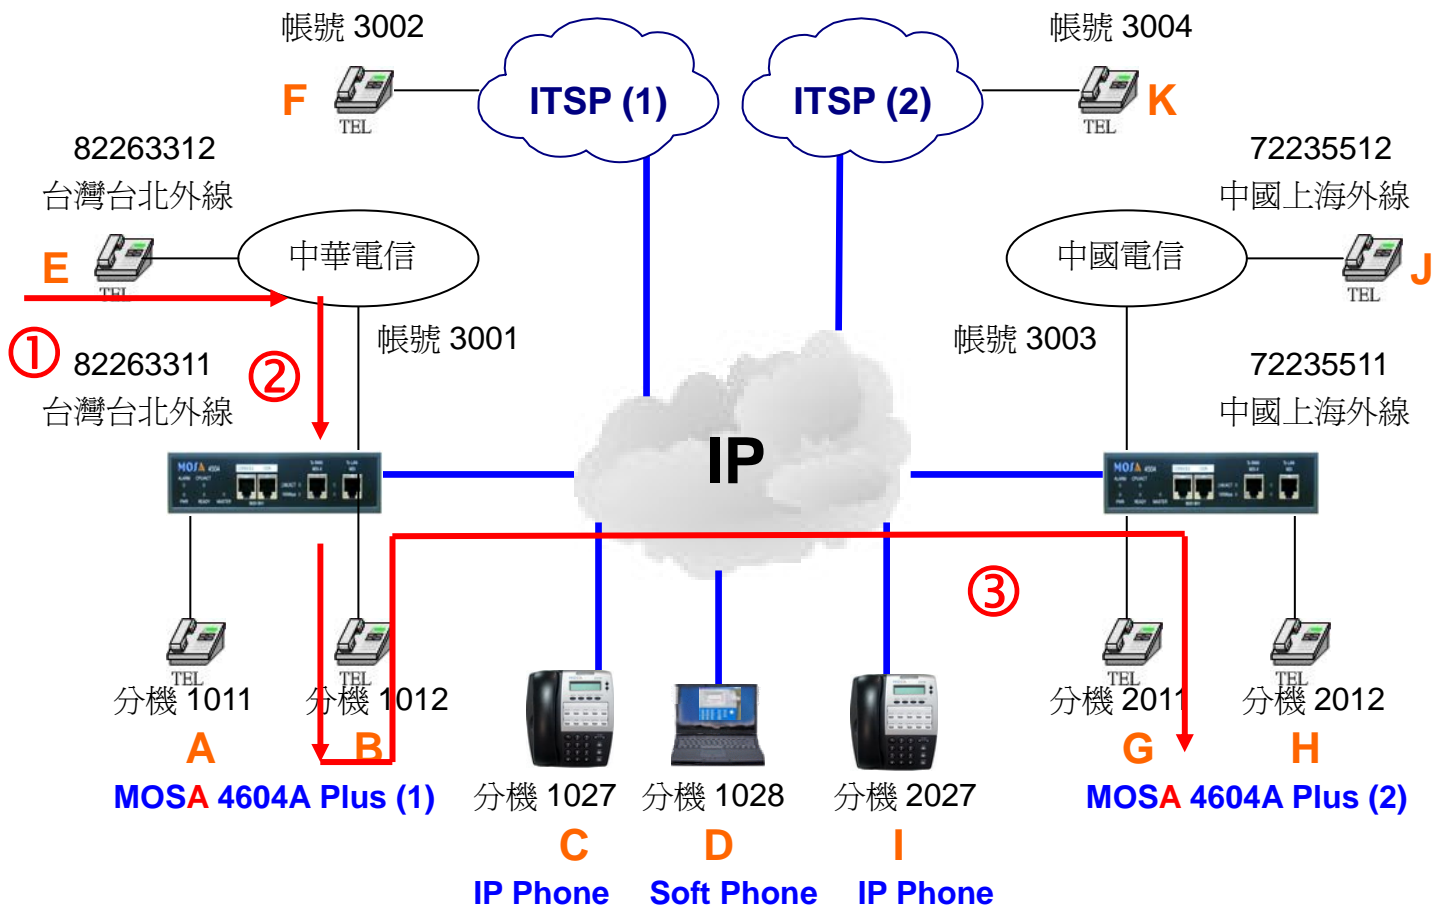 帳號 3002
帳號 3004
F
ITSP (1)
ITSP (2)
K
TEL
TEL
82263312
台灣台北外線
72235512
中國上海外線
E
中華電信
中國電信
J
TEL
TEL
①
帳號 3001
帳號 3003
82263311
台灣台北外線
②
72235511
中國上海外線
IP
MOSA 4504
MOSA 4504
③
TEL
TEL
TEL
TEL
分機 1011
分機 1012
分機 2011
分機 2012
A
B
G
H
MOSA 4604A Plus (1)
分機 1027
分機 1028
分機 2027
MOSA 4604A Plus (2)
C
D
I
IP Phone
Soft Phone
IP Phone